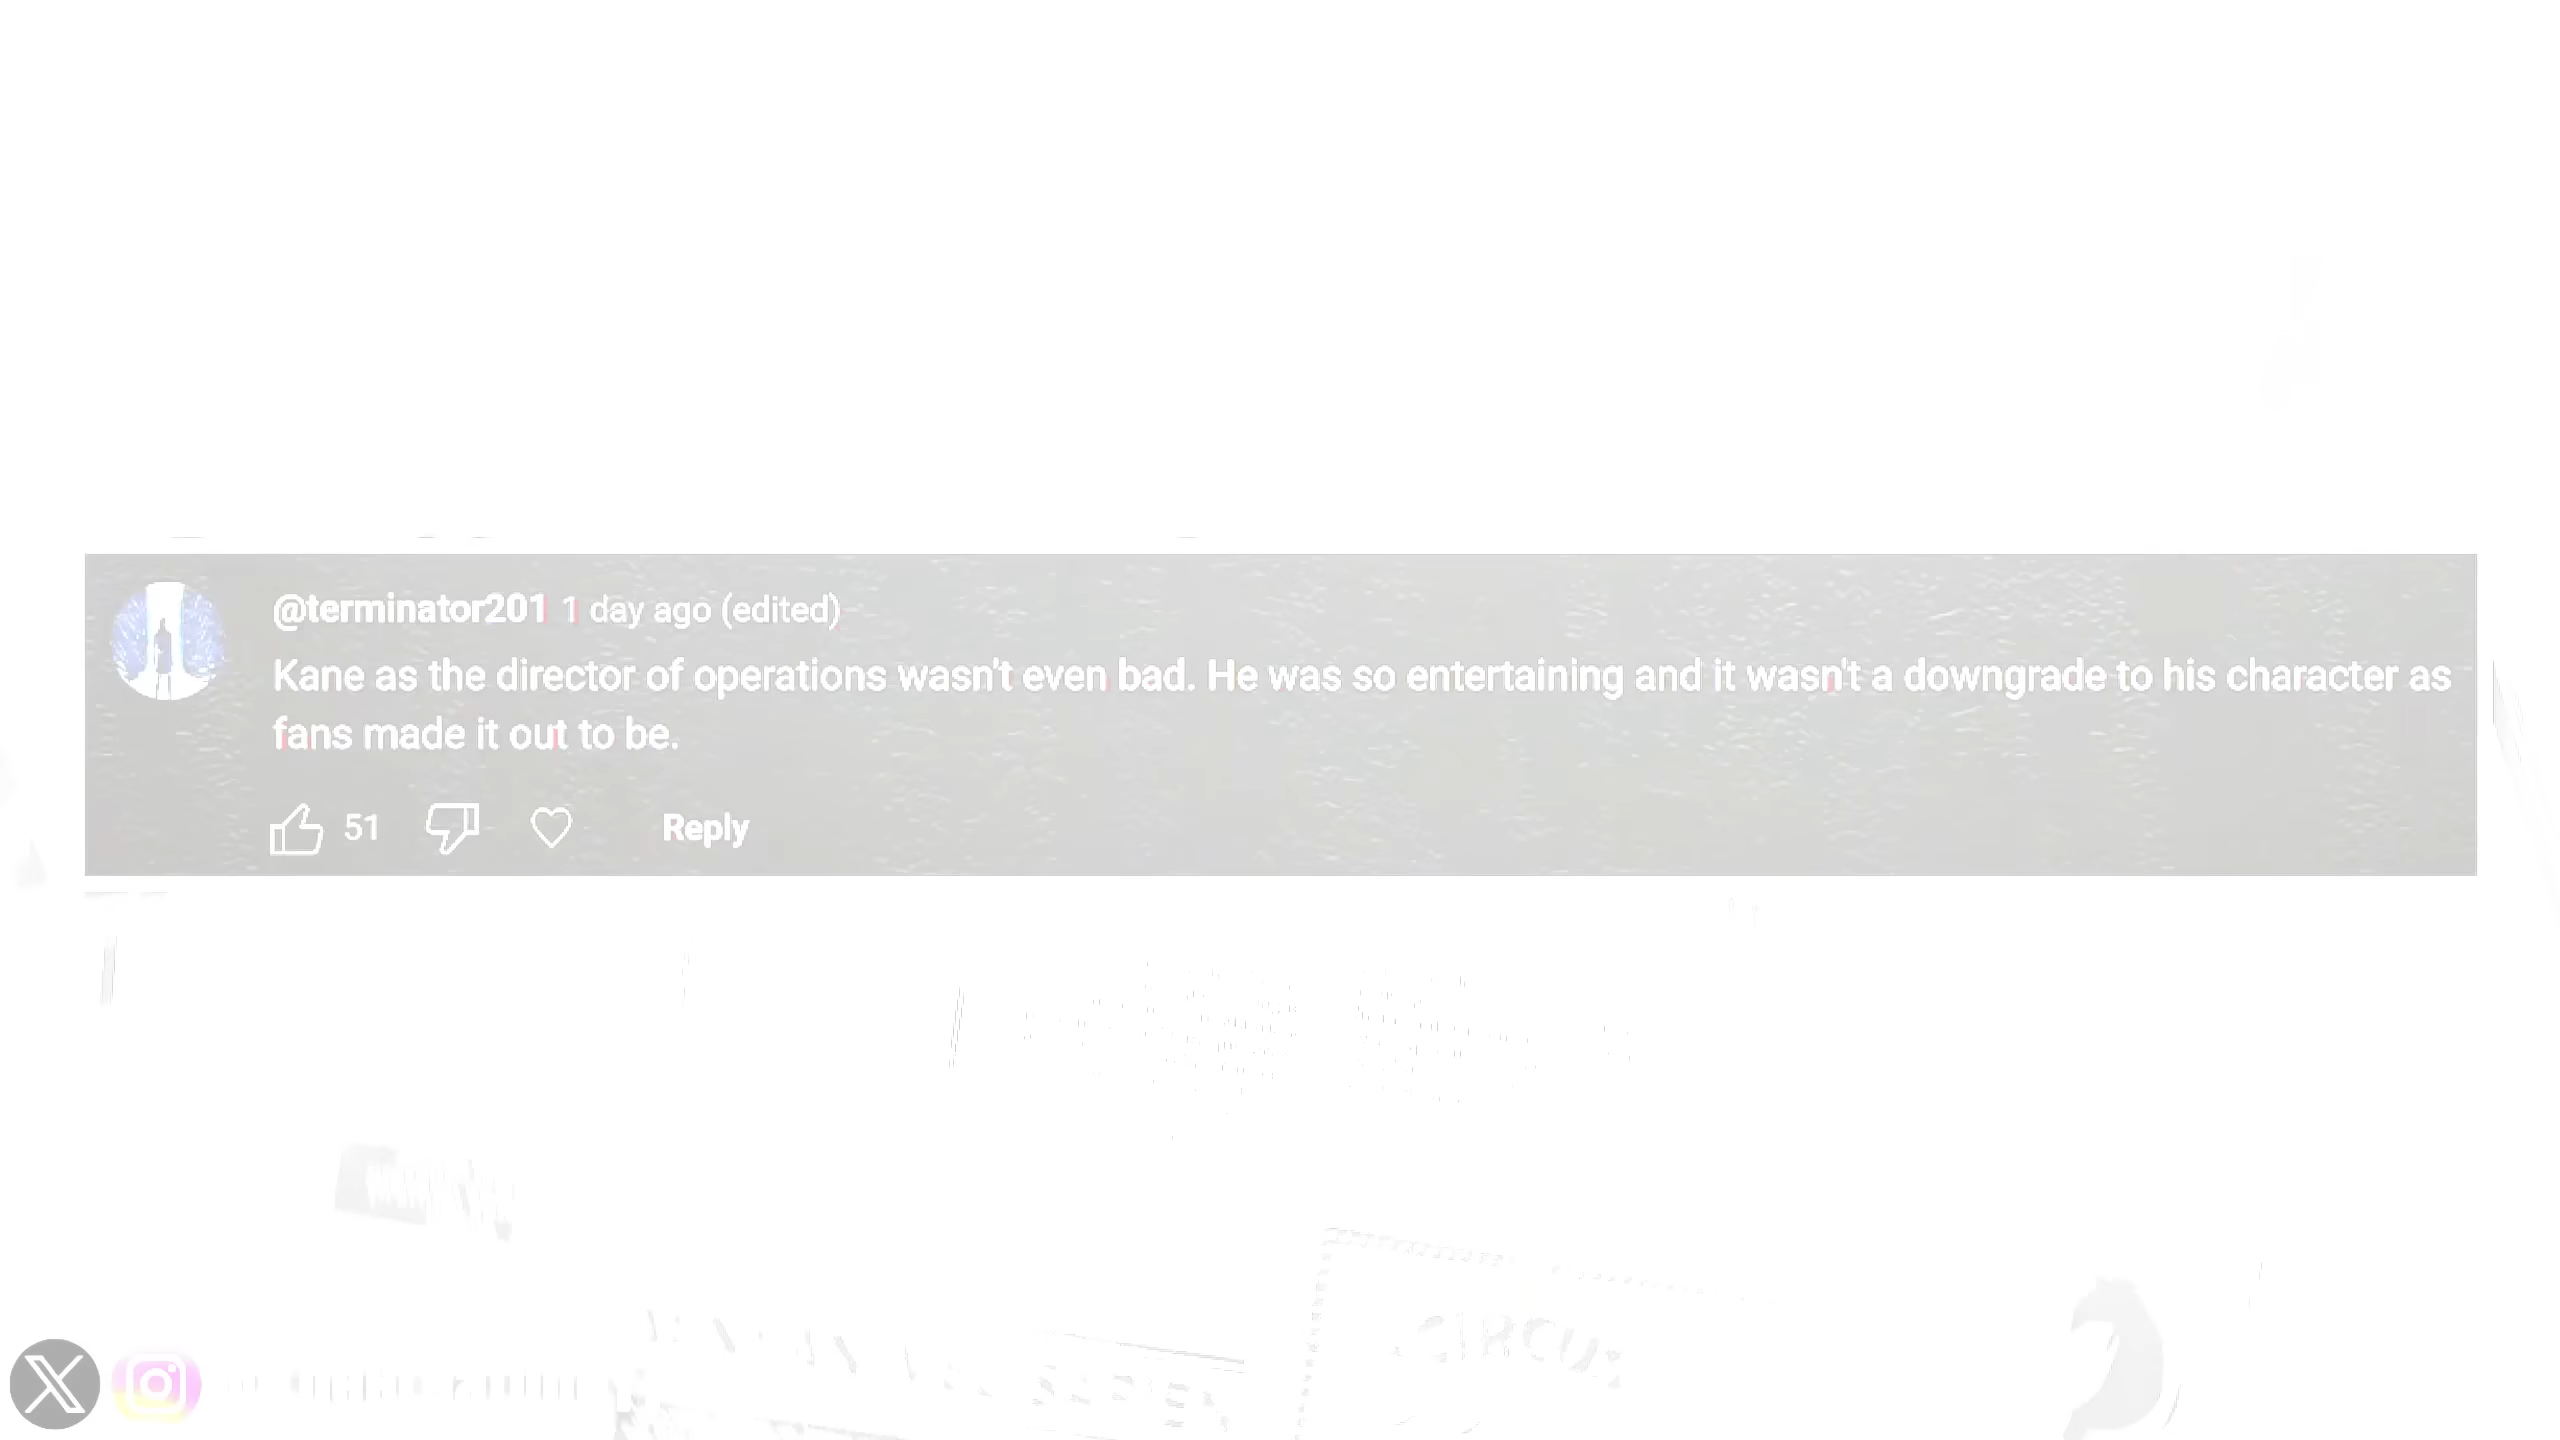 @terminator201 1 day ago (edited)
Kane as the director of operations wasn't even bad. He was so entertaining and it wasn't a downgrade to his character as
fans made it out to be.
51 Reply
CIRCUS